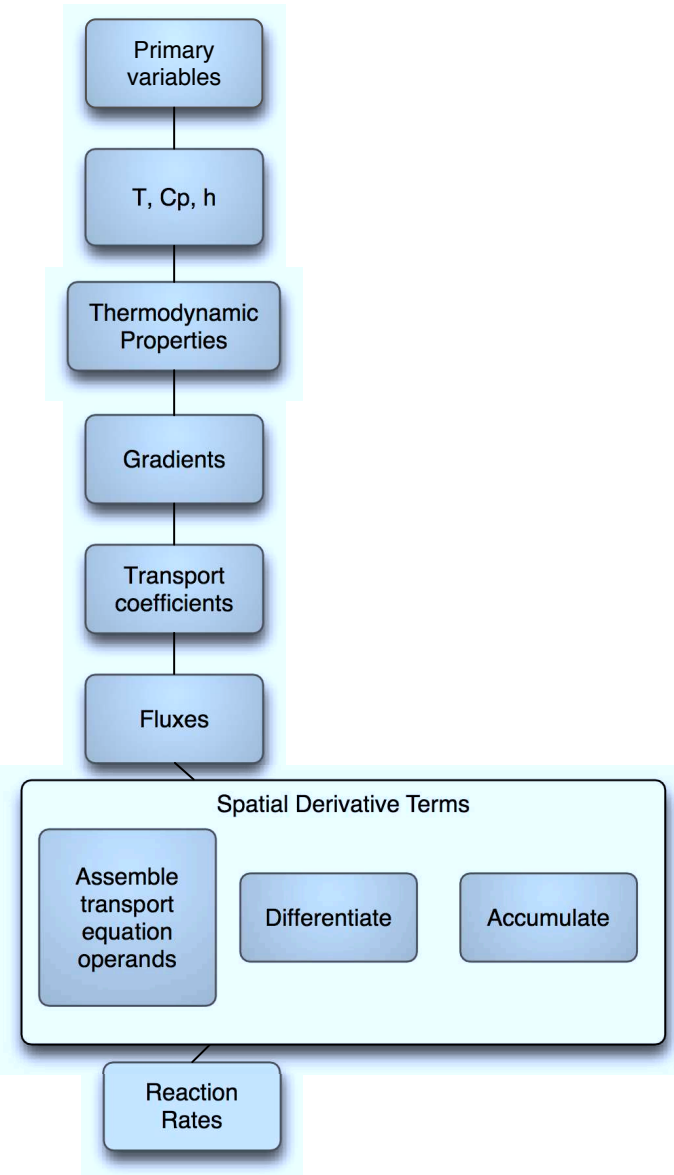 Primary
variables
T, Cp, h
Thermodynamic
Properties
Gradients
Transport
coefficients
Fluxes
Spatial Derivative Terms
Assemble
transport
equation
operands
Differentiate
Accumulate
Reaction
Rates